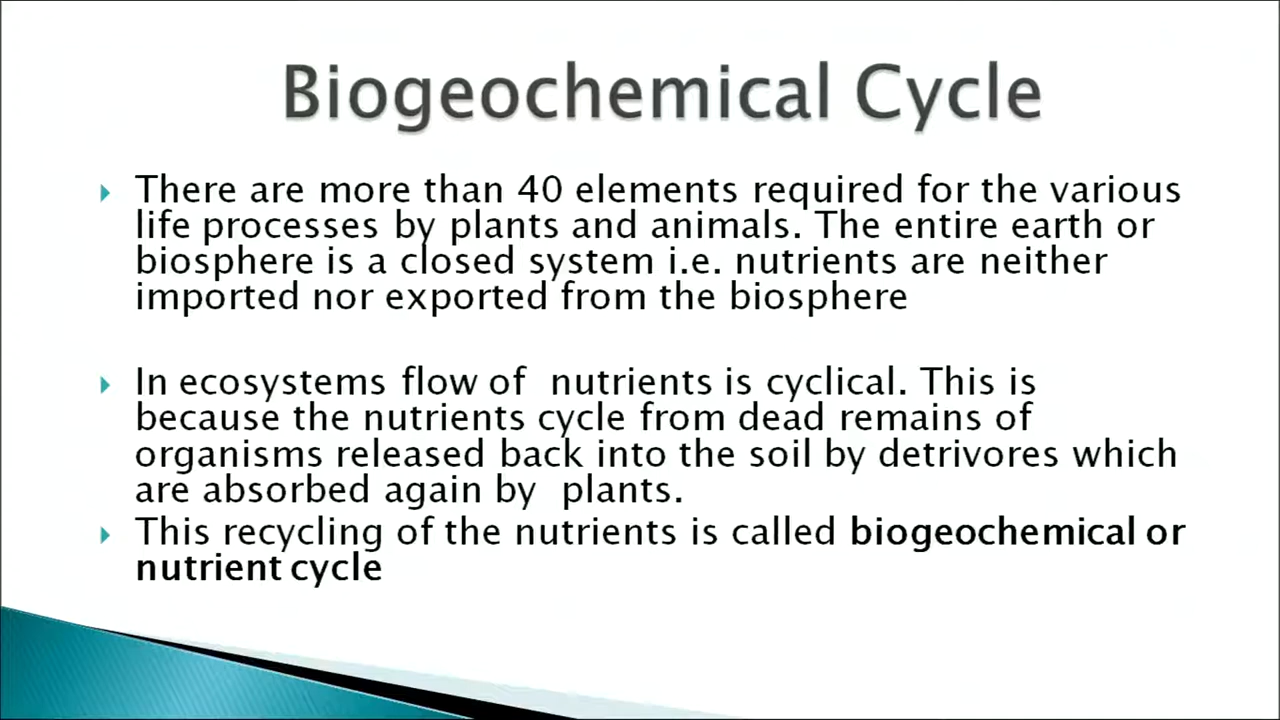 Biogeochemical Cycle
There are more than 40 elements required for the various
life processes by plants and animals. The entire earth or
biosphere is a closed system i.e. nutrients are neither
imported nor exported from the biosphere
In ecosystems flow of  nutrients is cyclical. This is
because the nutrients cycle from dead remains of
organisms released back into the soil by detrivores which
are absorbed again by  plants.
This recycling of the nutrients is called biogeochemical or
nutrient cycle